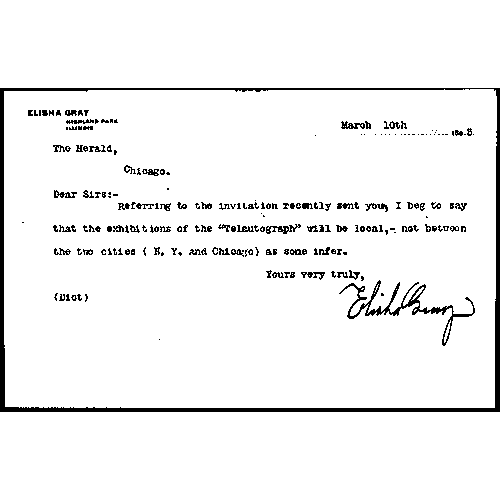 ELISHA GRAY
HIGHLAND PARK
ILLINOIS
March 10th 1893.
The Herald,
Chicago.
Dear Sirs:-
Referring to the invitation recently sent you, I beg to say
that the exhibitions of the "Telautograph" will be local,- not between
the two cities ( N. Y. and Chicago) as some infer.
Yours very truly,
(Dict)
Elisha Gray